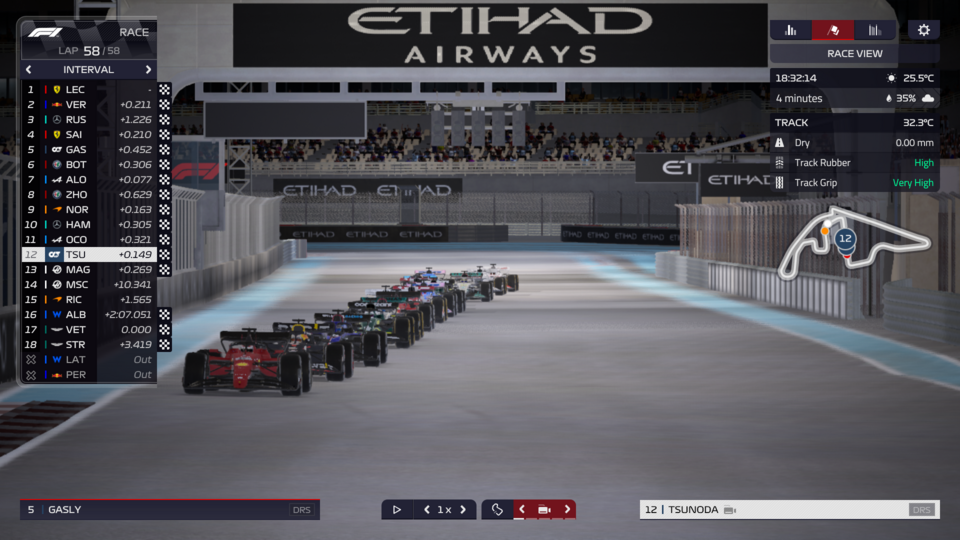 ETIHAD
AIRWAYS
F1 RACE
LAP 58/58
INTERVAL
1 LEC -
2 VER +0.211
3 RUS +1.226
4 SAI +0.210
5 GAS +0.452
6 BOT +0.306
7 ALO +0.077
8 ZHO +0.629
9 NOR +0.163
10 HAM +0.305
11 OCO +0.321
12 TSU +0.149
13 MAG +0.269
14 MSC +10.341
15 RIC +1.565
16 ALB +2:07.051
17 VET 0.000
18 STR +3.419
LAT Out
PER Out
RACE VIEW
18:32:14 25.5°C
4 minutes 35%
TRACK 32.3°C
Dry 0.00 mm
Track Rubber High
Track Grip Very High
12
F1
ETIHAD ETIHAD
ETI
ETIHAD
5 GASLY DRS
1x
12 TSUNODA DRS